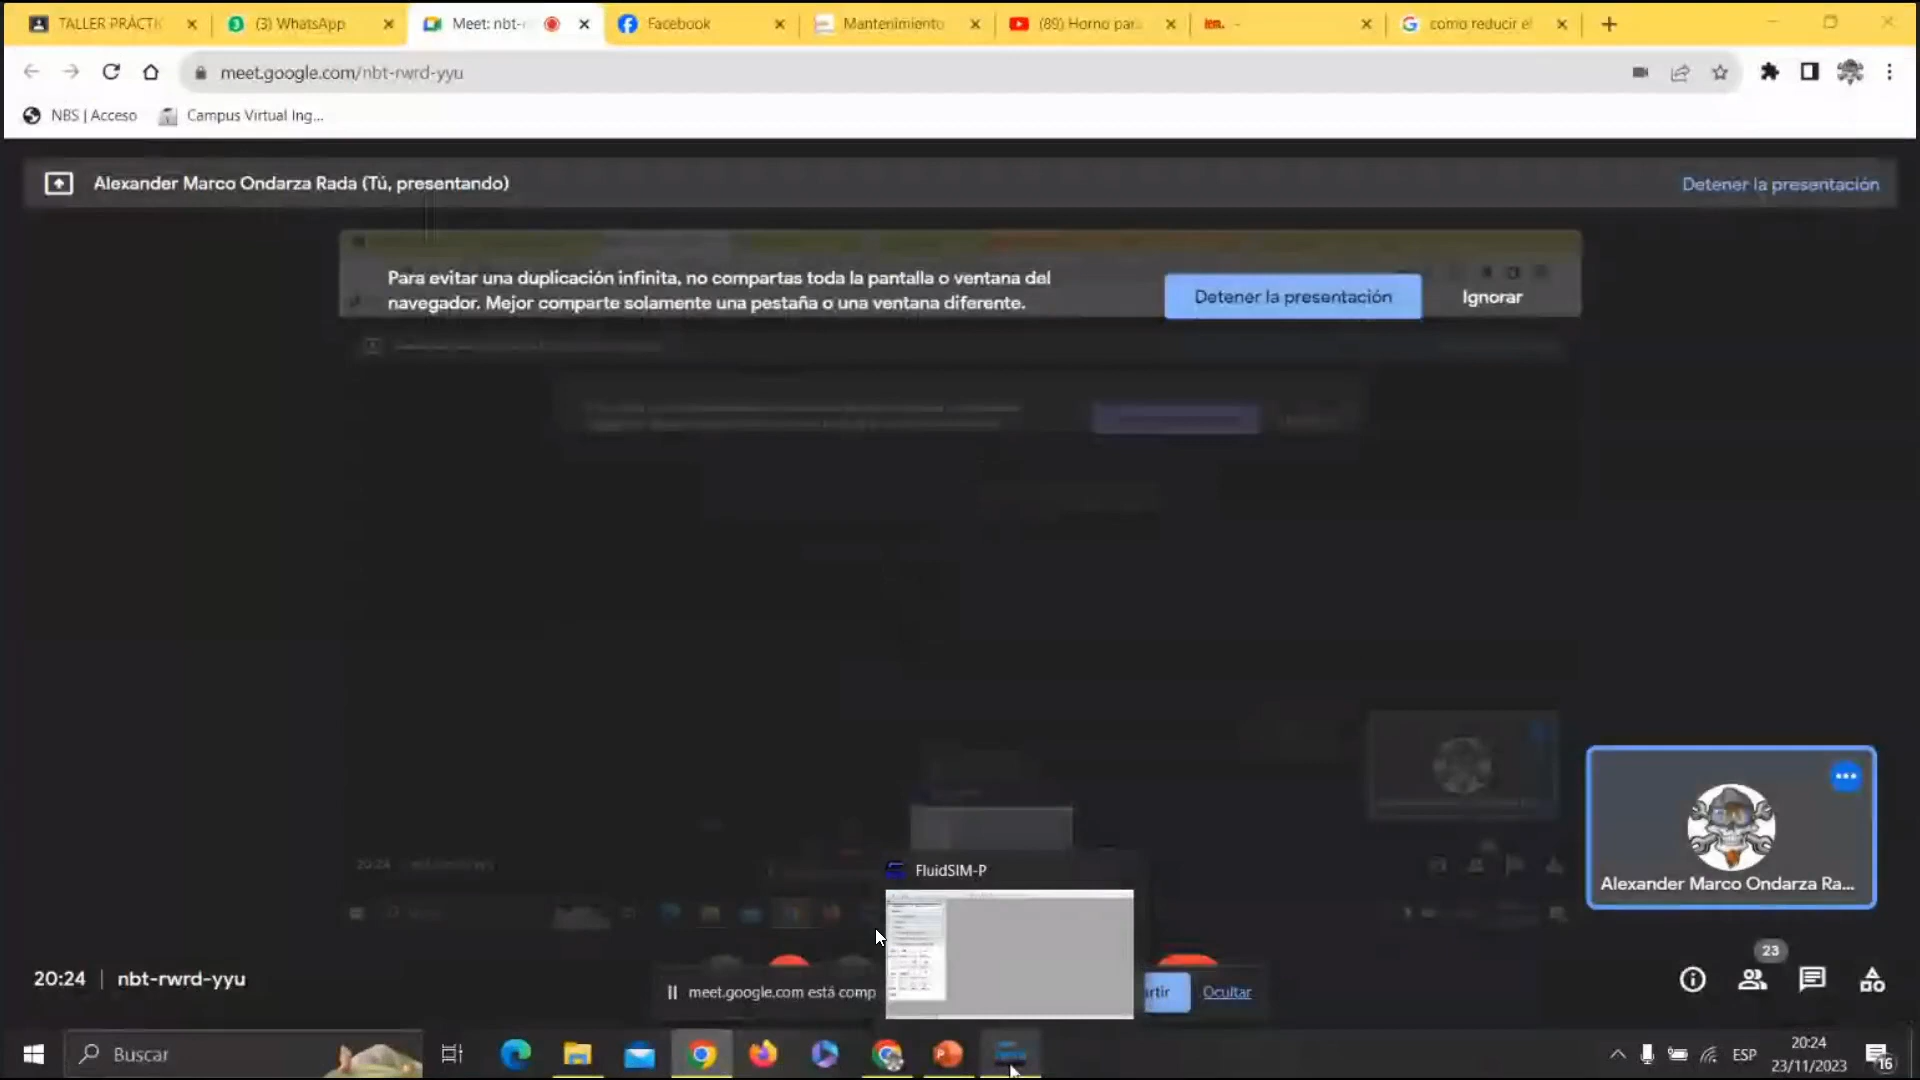 TALLER PRÁCTIC
(3) WhatsApp
Meet: nbt-
Facebook
Mantenimiento
(89) Horno par
-
como reducir el
meet.google.com/nbt-rwrd-yyu
NBS | Acceso
Campus Virtual Ing...
Alexander Marco Ondarza Rada (Tú, presentando)
Detener la presentación
Para evitar una duplicación infinita, no compartas toda la pantalla o ventana del
navegador. Mejor comparte solamente una pestaña o una ventana diferente.
Detener la presentación
Ignorar
FluidSIM-P
Alexander Marco Ondarza Ra...
20:24 | nbt-rwrd-yyu
meet.google.com está comp
rtir
Ocultar
23
Buscar
ESP
20:24
23/11/2023
16